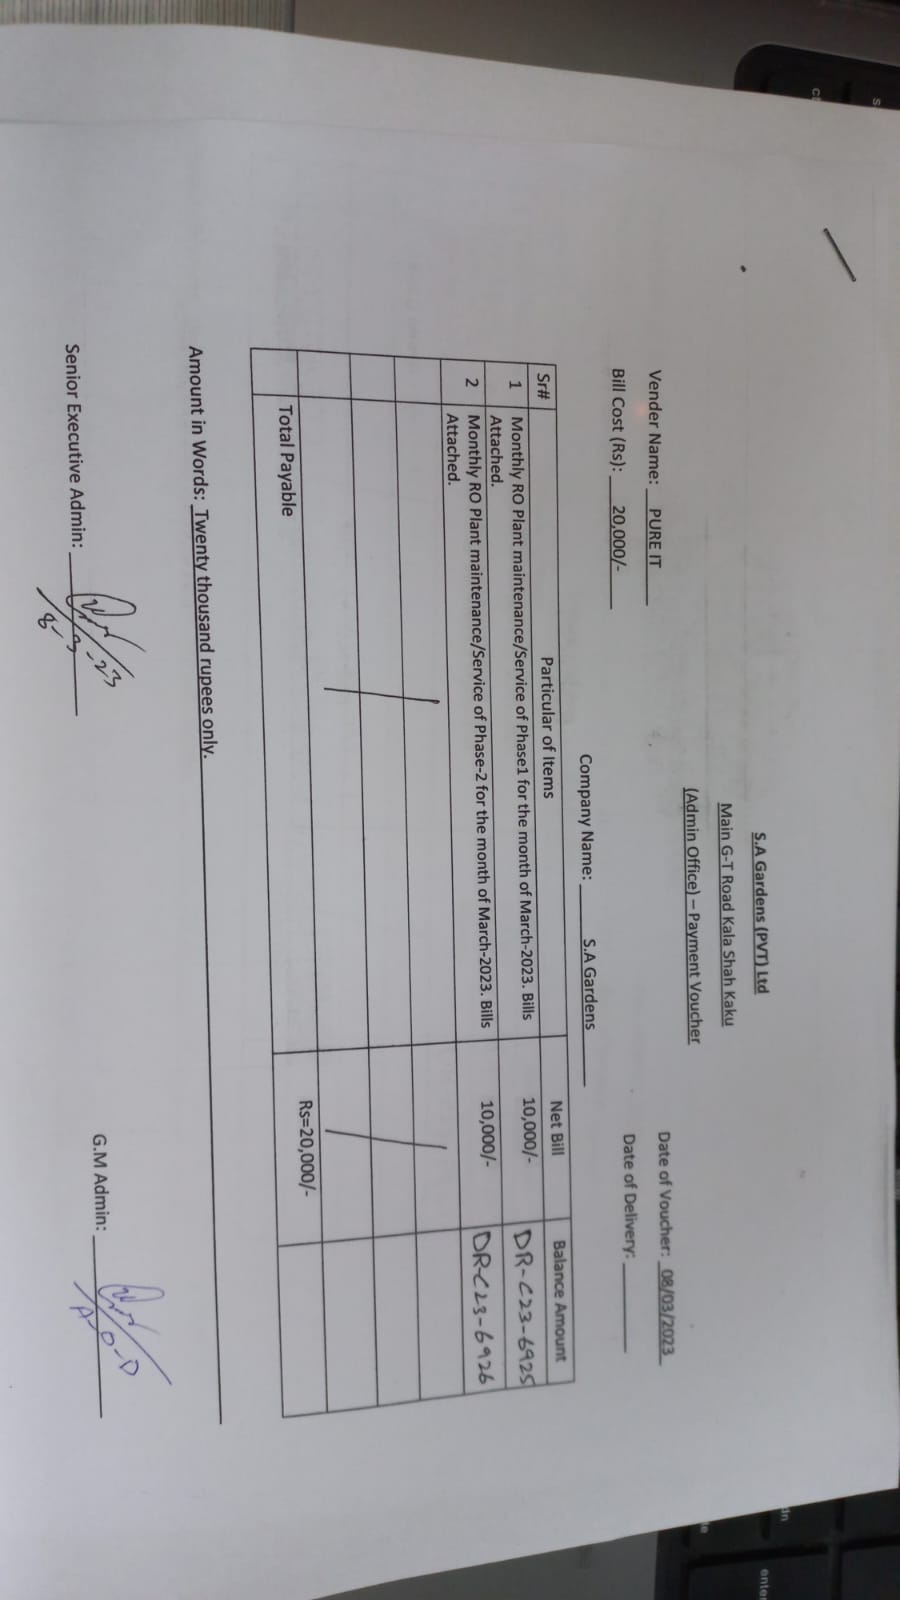 S.A Gardens (PVT) Ltd
Main G-T Road Kala Shah Kaku
(Admin Office) – Payment Voucher
Vender Name: PURE IT Date of Voucher: 08/03/2023
Bill Cost (Rs): 20,000/- Date of Delivery:
Company Name: S.A Gardens
Sr# Particular of Items Net Bill Balance Amount
1 Monthly RO Plant maintenance/Service of Phase1 for the month of March-2023. Bills 10,000/- DR-C23-6925
Attached.
2 Monthly RO Plant maintenance/Service of Phase-2 for the month of March-2023. Bills 10,000/- DR-C23-6926
Attached.
Total Payable Rs=20,000/-
Amount in Words: Twenty thousand rupees only.
Senior Executive Admin: 8-3-23
G.M Admin:
enter